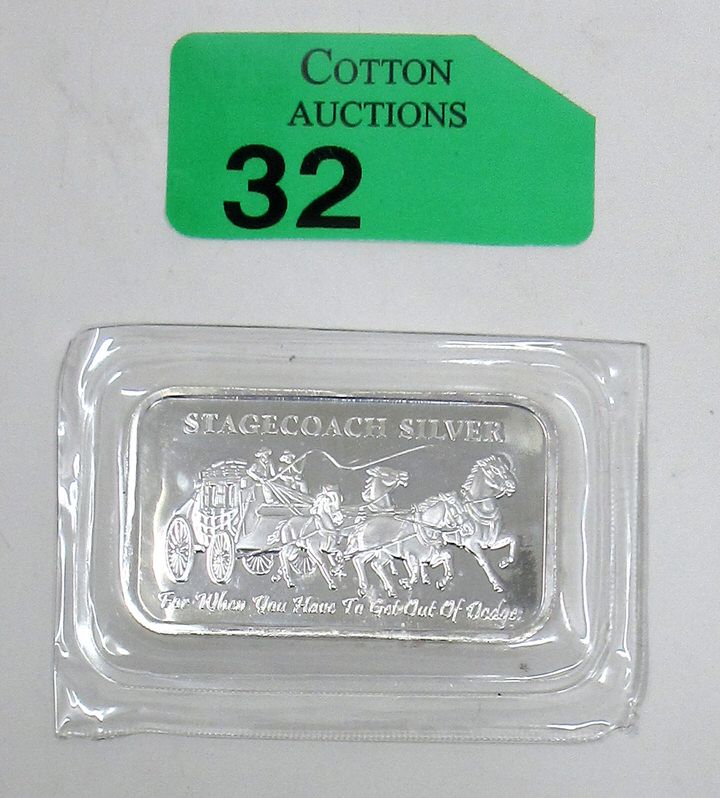 COTTON
AUCTIONS
32
STAGECOACH SILVER
For When You Have To Get Out Of Dodge